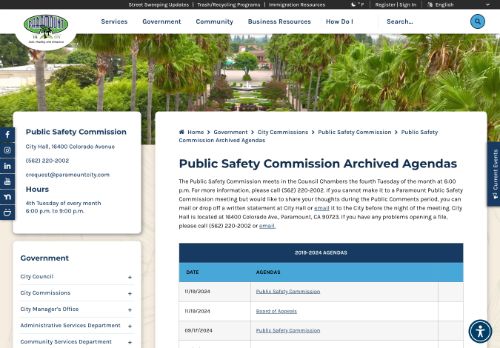 Street Sweeping Updates | Trash/Recycling Programs | Immigration Resources
° F | Register | Sign In | English
PARAMOUNT
Services Government Community Business Resources How Do I Search...
Public Safety Commission
City Hall, 16400 Colorado Avenue
(562) 220-2002
crequest@paramountcity.com
Hours
4th Tuesday of every month
6:00 p.m. to 9:00 p.m.
Government
City Council +
City Commissions +
City Manager's Office +
Administrative Services Department +
Community Services Department +
Home > Government > City Commissions > Public Safety Commission > Public Safety
Commission Archived Agendas
Public Safety Commission Archived Agendas
The Public Safety Commission meets in the Council Chambers the fourth Tuesday of the month at 6:00
p.m. For more information, please call (562) 220-2002. If you cannot make it to a Paramount Public Safety
Commission meeting but would like to share your thoughts during the Public Comments period, you can
mail or drop off a written statement at City Hall or email it to the City before the night of the meeting. City
Hall is located at 16400 Colorado Ave., Paramount, CA 90723. If you have any problems opening a file,
please call (562) 220-2002 or email.
2019-2024 AGENDAS
DATE AGENDAS
11/19/2024 Public Safety Commission
11/19/2024 Board of Appeals
09/17/2024 Public Safety Commission
Current Events